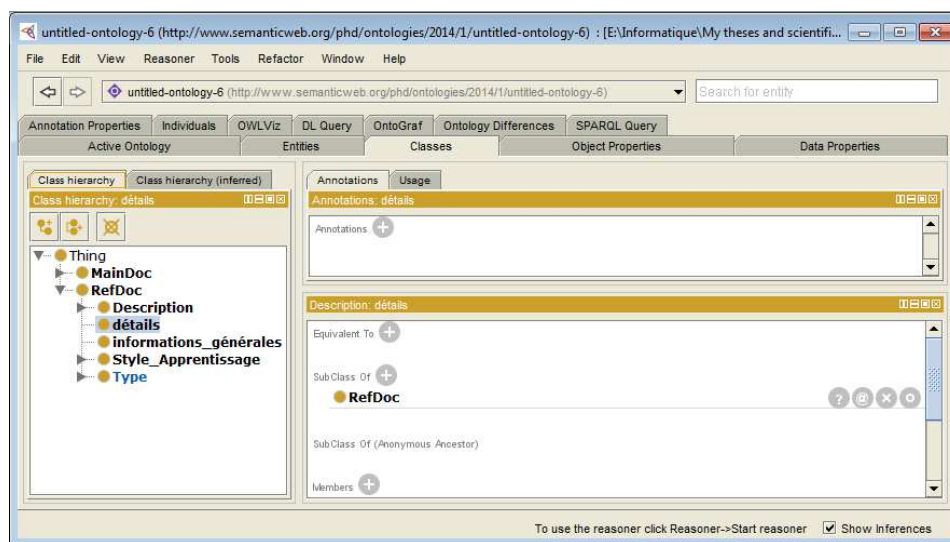 untitled-ontology-6 (http://www.semanticweb.org/phd/ontologies/2014/1/untitled-ontology-6) : [E:\Informatique\My theses and scientifi...
File Edit View Reasoner Tools Refactor Window Help
untitled-ontology-6 (http://www.semanticweb.org/phd/ontologies/2014/1/untitled-ontology-6) Search for entity
Annotation Properties Individuals OWLViz DL Query OntoGraf Ontology Differences SPARQL Query
Active Ontology Entities Classes Object Properties Data Properties
Class hierarchy Class hierarchy (inferred)
Class hierarchy: détails
Thing
MainDoc
RefDoc
Description
détails
informations_générales
Style_Apprentissage
Type
Annotations Usage
Annotations: détails
Annotations
Description: détails
Equivalent To
SubClass Of
RefDoc
SubClass Of (Anonymous Ancestor)
Members
To use the reasoner click Reasoner->Start reasoner Show Inferences